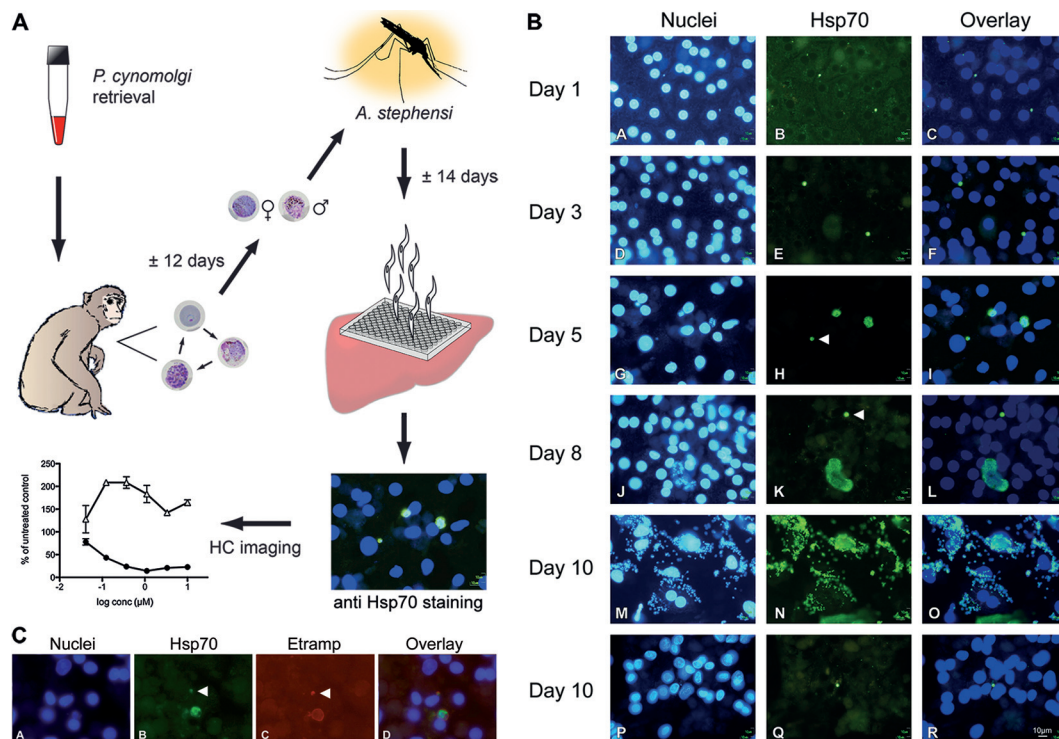 A
P. cynomolgi
retrieval
A. stephensi
± 14 days
♀ ♂
± 12 days
% of untreated control
250
200
150
100
50
0
-2 -1 0 1
log conc (µM)
HC imaging
anti Hsp70 staining
B
Nuclei Hsp70 Overlay
Day 1
A B C
Day 3
D E F
Day 5
G H I
Day 8
J K L
Day 10
M N O
Day 10
P Q R
10µm
C
Nuclei Hsp70 Etramp Overlay
A B C D